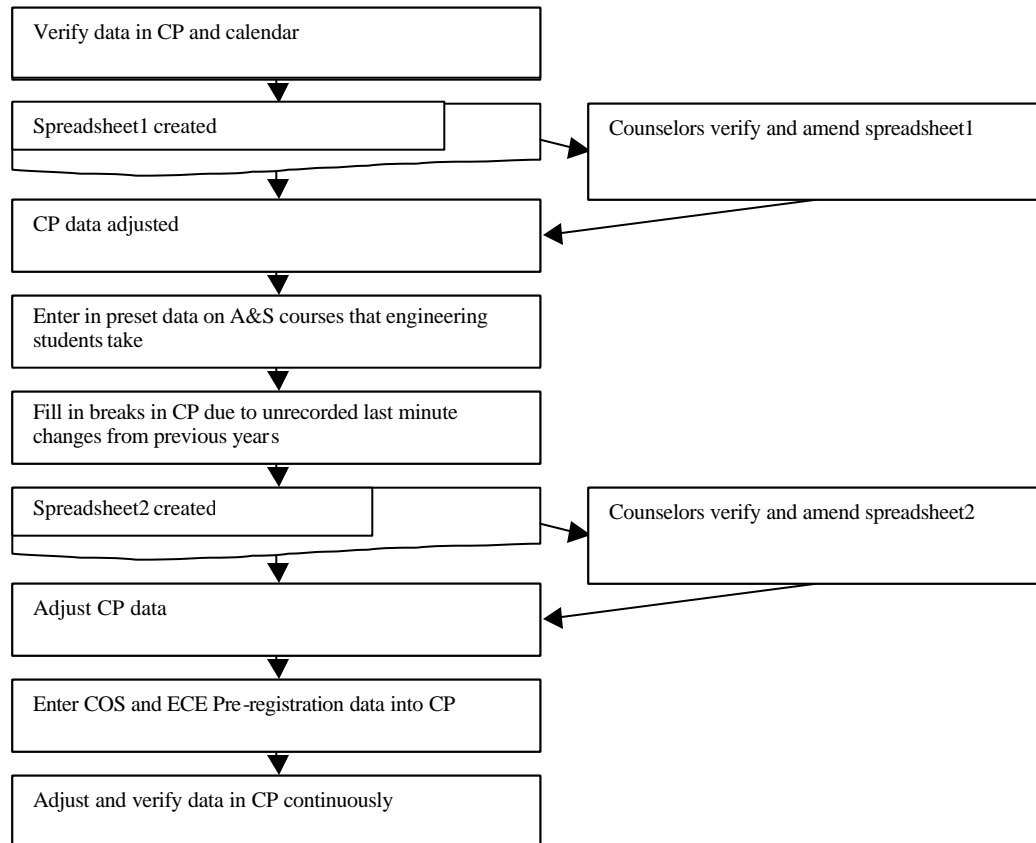 Verify data in CP and calendar
Spreadsheet1 created
Counselors verify and amend spreadsheet1
CP data adjusted
Enter in preset data on A&S courses that engineering
students take
Fill in breaks in CP due to unrecorded last minute
changes from previous years
Spreadsheet2 created
Counselors verify and amend spreadsheet2
Adjust CP data
Enter COS and ECE Pre-registration data into CP
Adjust and verify data in CP continuously